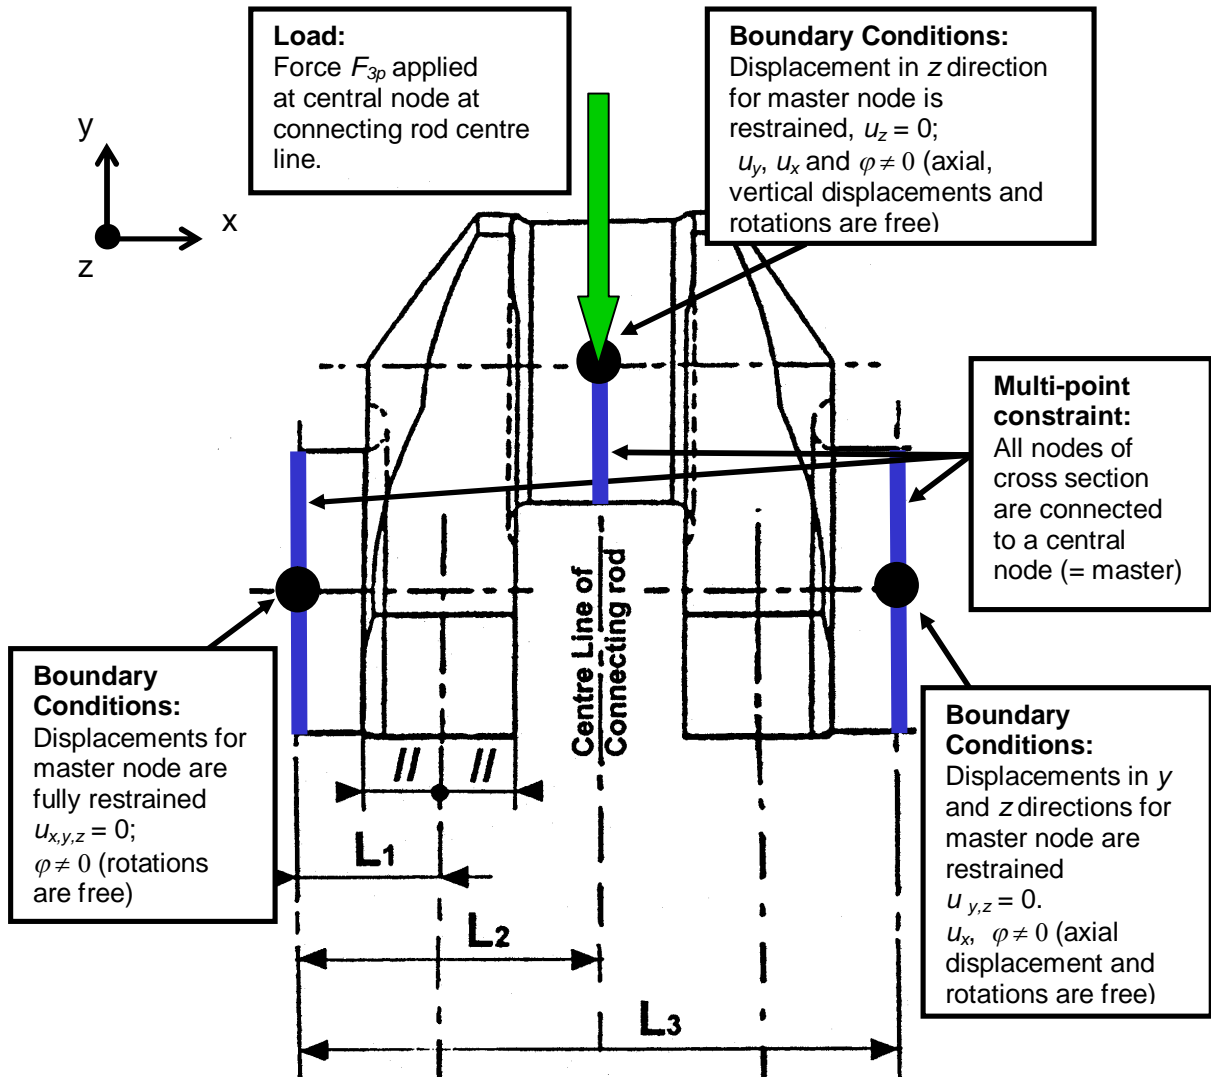 Load:
Force F3p applied
at central node at
connecting rod centre
line.
Boundary Conditions:
Displacement in z direction
for master node is
restrained, uz = 0;
uy, ux and φ ≠ 0 (axial,
vertical displacements and
rotations are free)
y
x
z
Multi-point
constraint:
All nodes of
cross section
are connected
to a central
node (= master)
Centre Line of
Connecting rod
Boundary
Conditions:
Displacements for
master node are
fully restrained
ux,y,z = 0;
φ ≠ 0 (rotations
are free)
Boundary
Conditions:
Displacements in y
and z directions for
master node are
restrained
u y,z = 0.
ux, φ ≠ 0 (axial
displacement and
rotations are free)
// //
L1
L2
L3